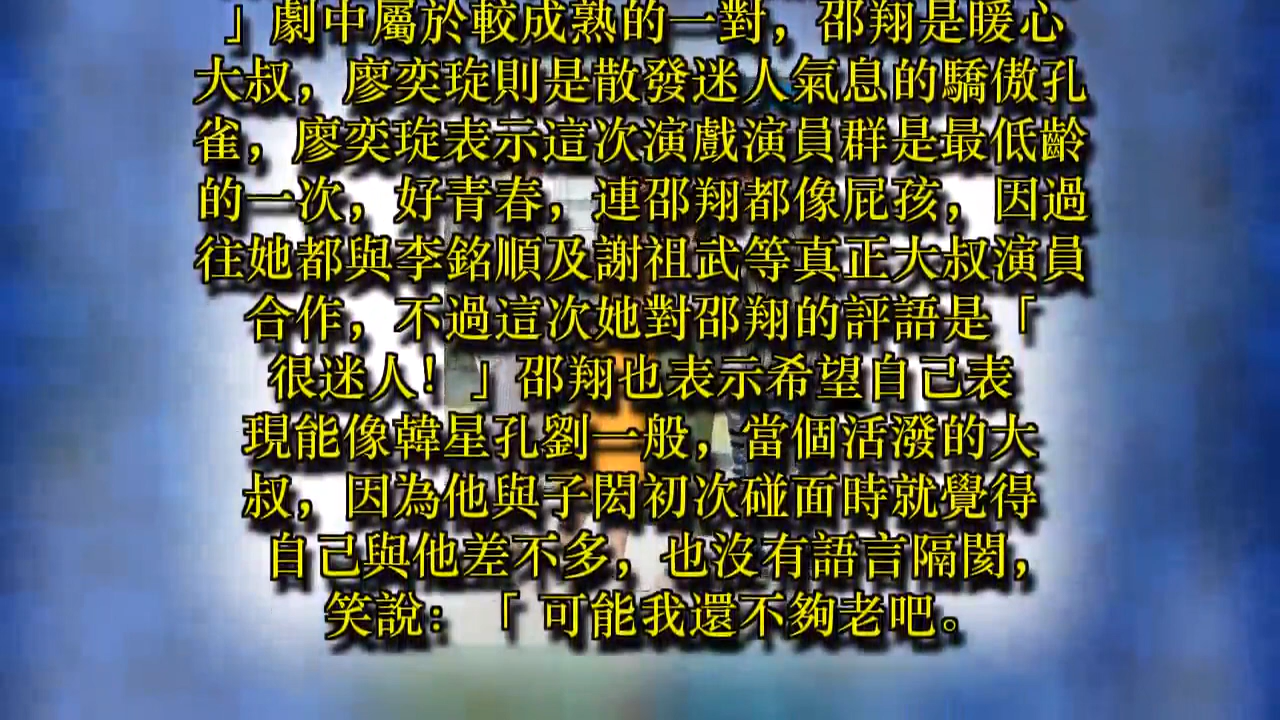 」劇中屬於較成熟的一對，邵翔是暖心
大叔，廖奕琁則是散發迷人氣息的驕傲孔
雀，廖奕琁表示這次演戲演員群是最低齡
的一次，好青春，連邵翔都像屁孩，因過
往她都與李銘順及謝祖武等真正大叔演員
合作，不過這次她對邵翔的評語是「
很迷人！」邵翔也表示希望自己表
現能像韓星孔劉一般，當個活潑的大
叔，因為他與子閎初次碰面時就覺得
自己與他差不多，也沒有語言隔閡，
笑說：「可能我還不夠老吧。